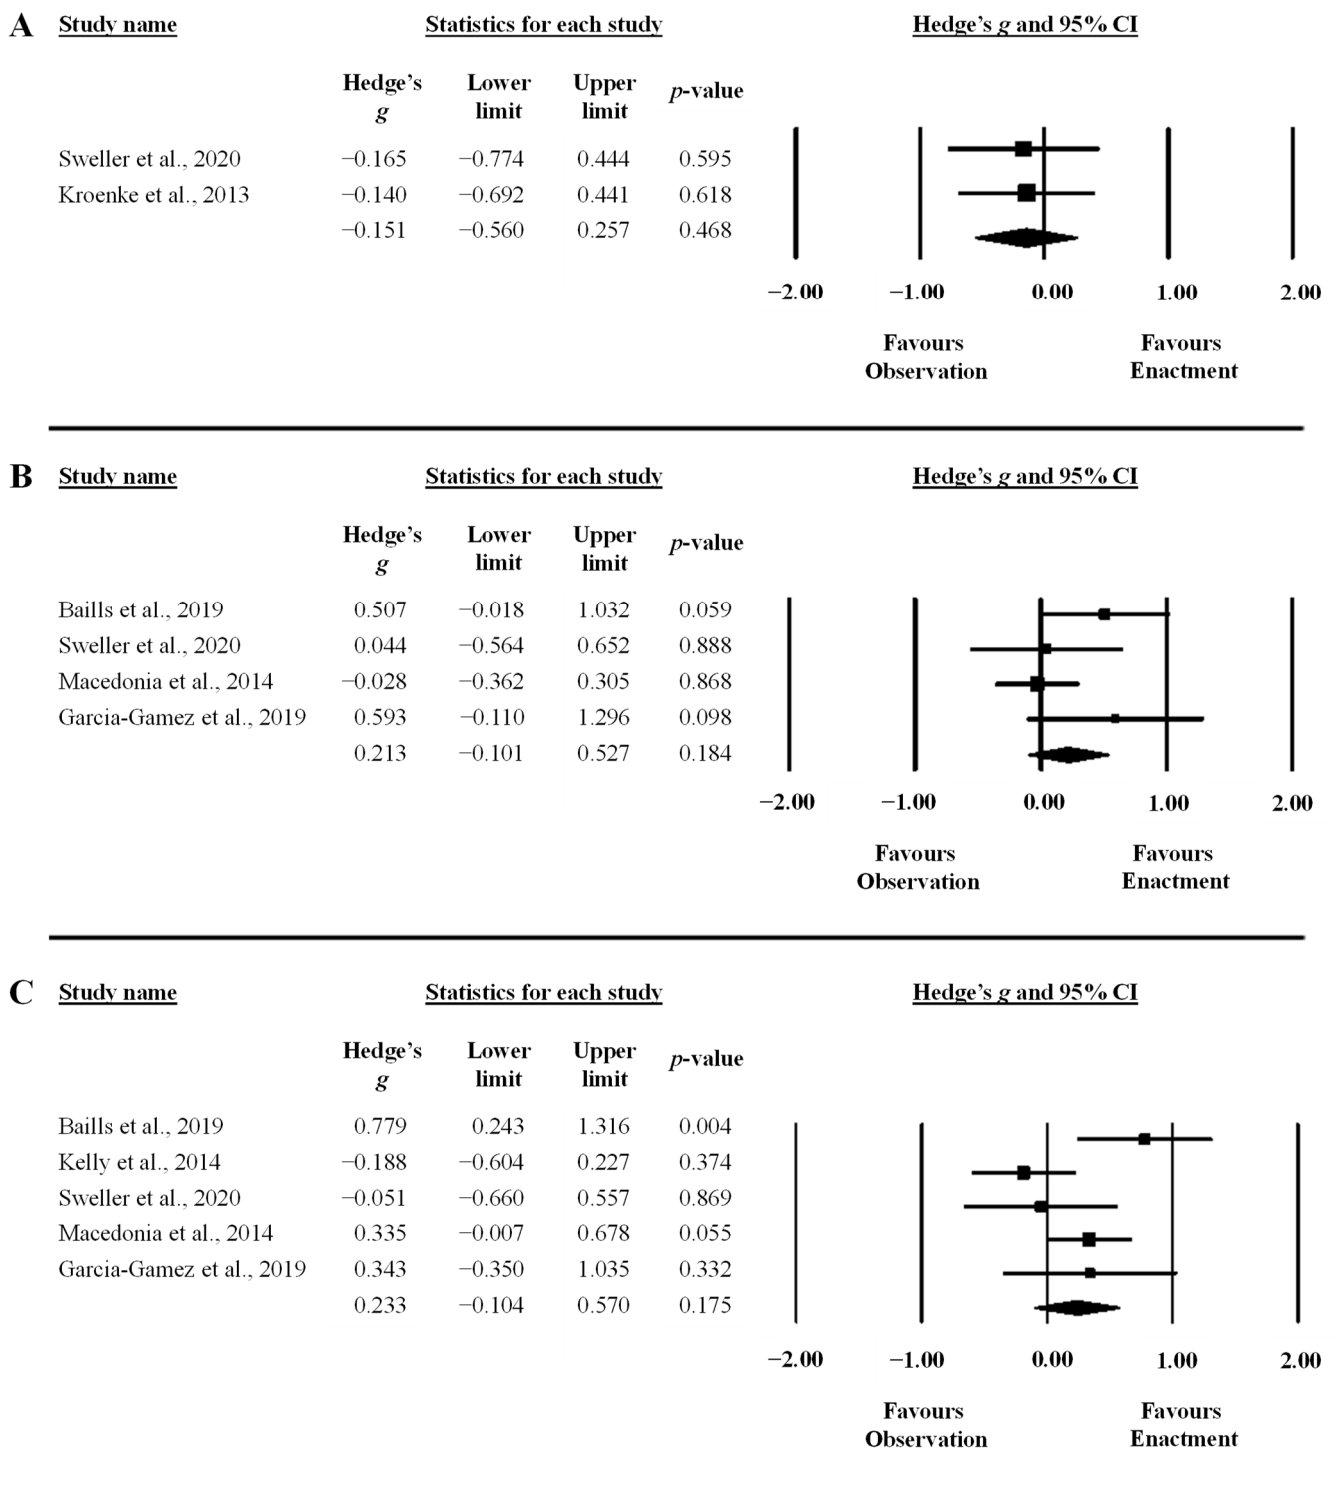 A Study name Statistics for each study Hedge's g and 95% CI
Hedge's Lower Upper p-value
g limit limit
Sweller et al., 2020 −0.165 −0.774 0.444 0.595
Kroenke et al., 2013 −0.140 −0.692 0.441 0.618
−0.151 −0.560 0.257 0.468
−2.00 −1.00 0.00 1.00 2.00
Favours Favours
Observation Enactment
B Study name Statistics for each study Hedge's g and 95% CI
Hedge's Lower Upper p-value
g limit limit
Baills et al., 2019 0.507 −0.018 1.032 0.059
Sweller et al., 2020 0.044 −0.564 0.652 0.888
Macedonia et al., 2014 −0.028 −0.362 0.305 0.868
Garcia-Gamez et al., 2019 0.593 −0.110 1.296 0.098
0.213 −0.101 0.527 0.184
−2.00 −1.00 0.00 1.00 2.00
Favours Favours
Observation Enactment
C Study name Statistics for each study Hedge's g and 95% CI
Hedge's Lower Upper p-value
g limit limit
Baills et al., 2019 0.779 0.243 1.316 0.004
Kelly et al., 2014 −0.188 −0.604 0.227 0.374
Sweller et al., 2020 −0.051 −0.660 0.557 0.869
Macedonia et al., 2014 0.335 −0.007 0.678 0.055
Garcia-Gamez et al., 2019 0.343 −0.350 1.035 0.332
0.233 −0.104 0.570 0.175
−2.00 −1.00 0.00 1.00 2.00
Favours Favours
Observation Enactment